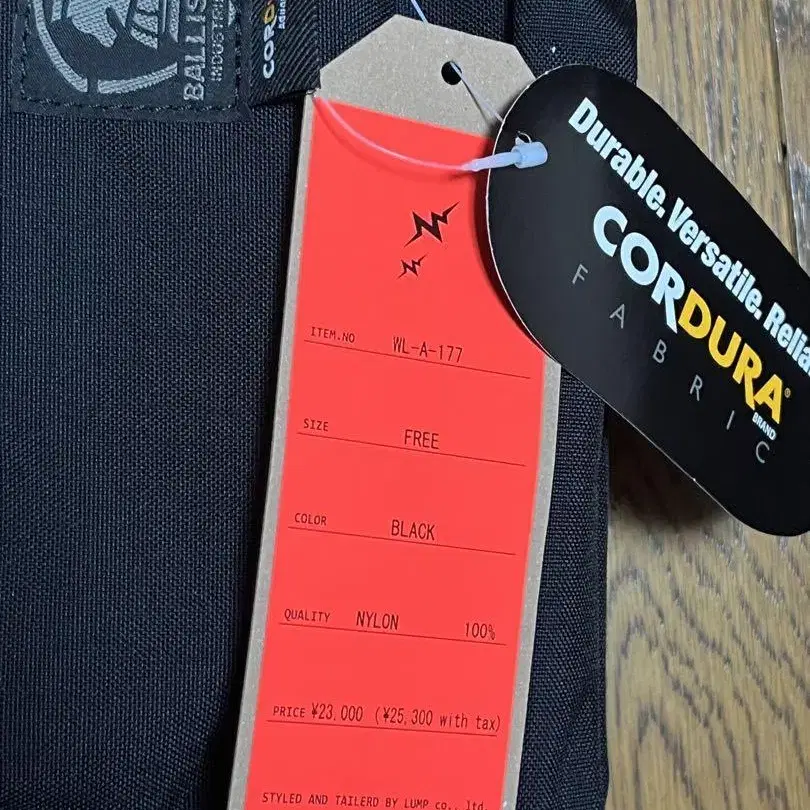 BALLIS
INDUSTRI
COR
Durable. Versatile. Relia
CORDURA®
BRAND
FABRIC
ITEM.NO WL-A-177
SIZE FREE
COLOR BLACK
QUALITY NYLON 100%
PRICE ¥23,000 (¥25,300 with tax)
STYLED AND TAILERD BY LUMP co., ltd.